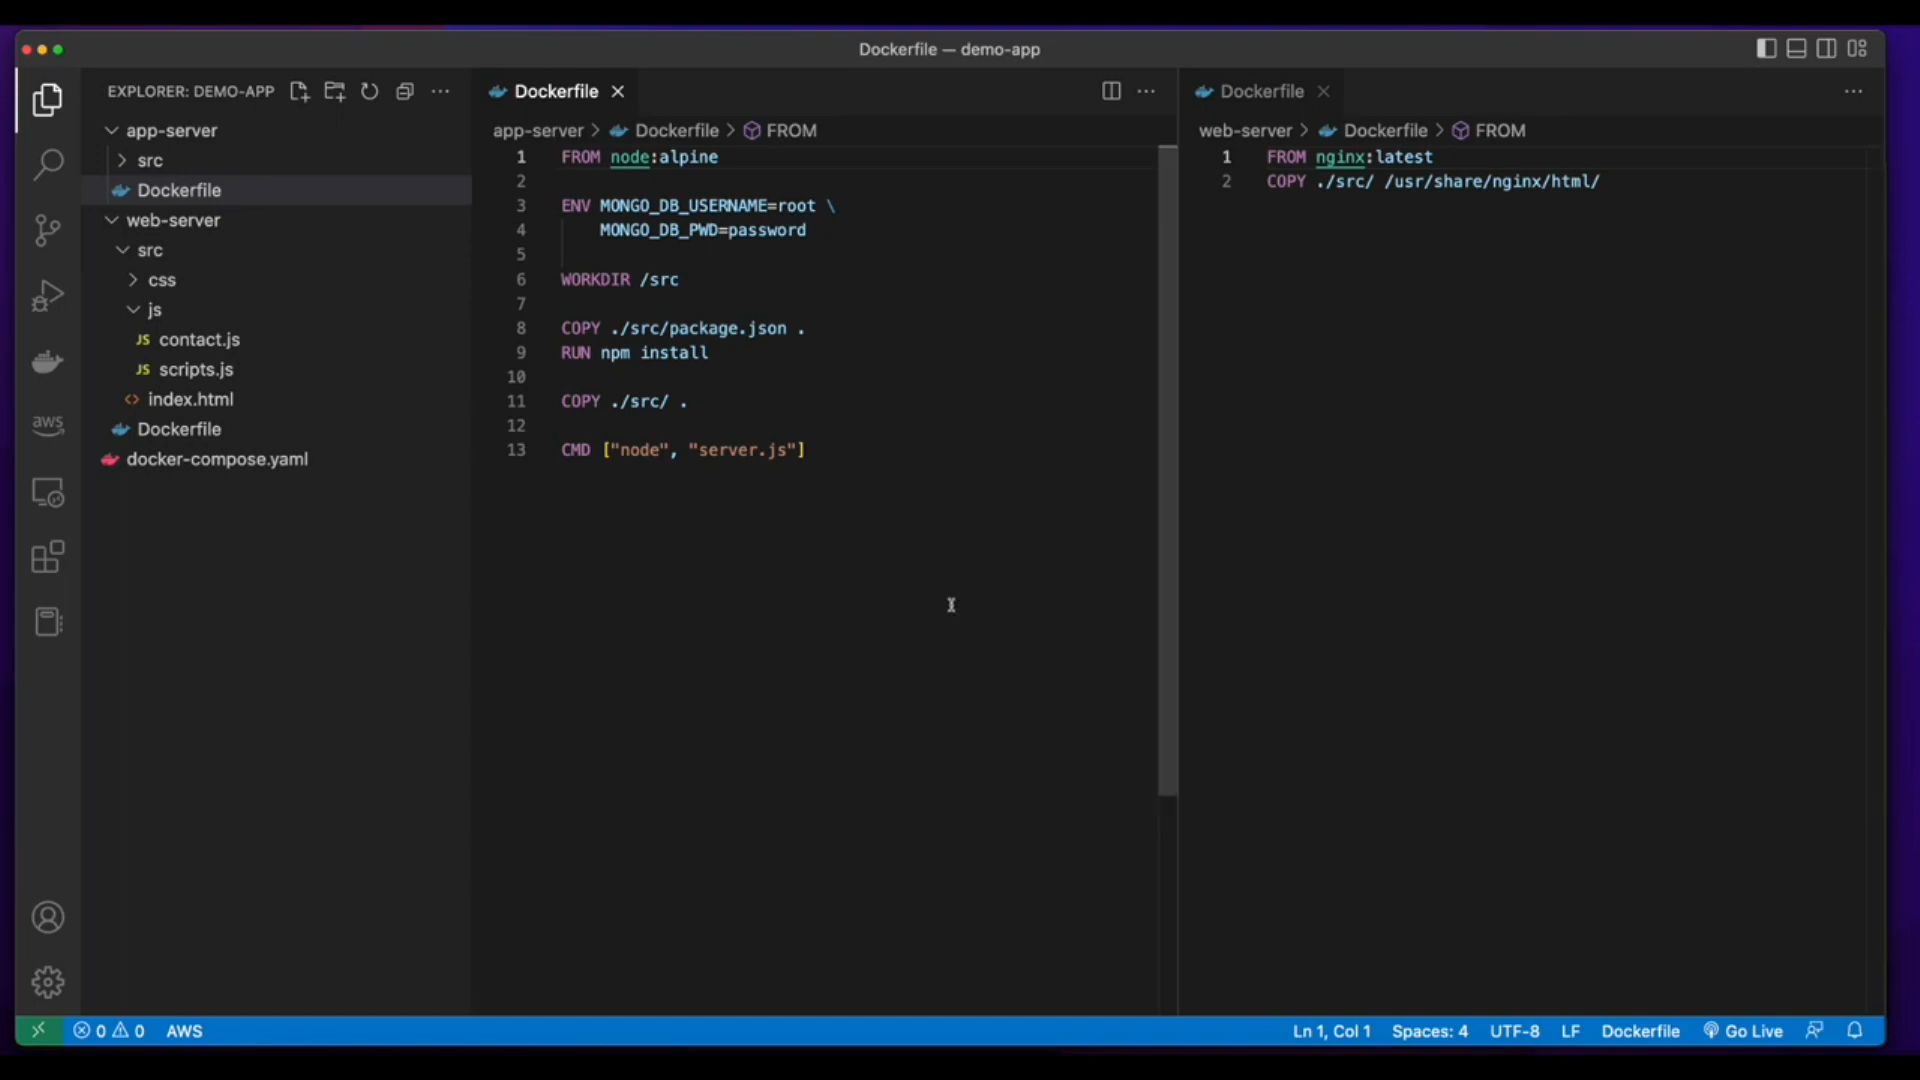 Dockerfile — demo-app
EXPLORER: DEMO-APP
app-server
src
Dockerfile
web-server
src
css
js
JS contact.js
JS scripts.js
<> index.html
Dockerfile
docker-compose.yaml
aws
Dockerfile
app-server > Dockerfile > FROM
1 FROM node:alpine
2
3 ENV MONGO_DB_USERNAME=root \
4     MONGO_DB_PWD=password
5
6 WORKDIR /src
7
8 COPY ./src/package.json .
9 RUN npm install
10
11 COPY ./src/ .
12
13 CMD ["node", "server.js"]
Dockerfile
web-server > Dockerfile > FROM
1 FROM nginx:latest
2 COPY ./src/ /usr/share/nginx/html/
0 0 AWS
Ln 1, Col 1 Spaces: 4 UTF-8 LF Dockerfile Go Live